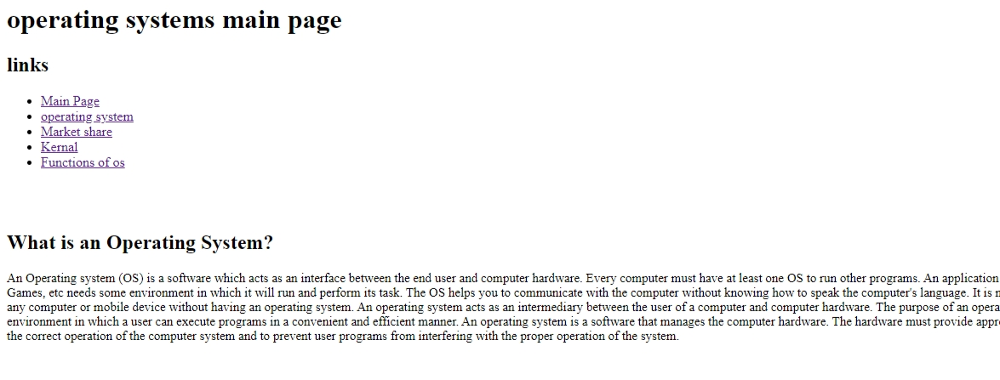 operating systems main page
links
Main Page
operating system
Market share
Kernal
Functions of os
What is an Operating System?
An Operating system (OS) is a software which acts as an interface between the end user and computer hardware. Every computer must have at least one OS to run other programs. An application
Games, etc needs some environment in which it will run and perform its task. The OS helps you to communicate with the computer without knowing how to speak the computer's language. It is
any computer or mobile device without having an operating system. An operating system acts as an intermediary between the user of a computer and computer hardware. The purpose of an
environment in which a user can execute programs in a convenient and efficient manner. An operating system is a software that manages the computer hardware. The hardware must provide
the correct operation of the computer system and to prevent user programs from interfering with the proper operation of the system.